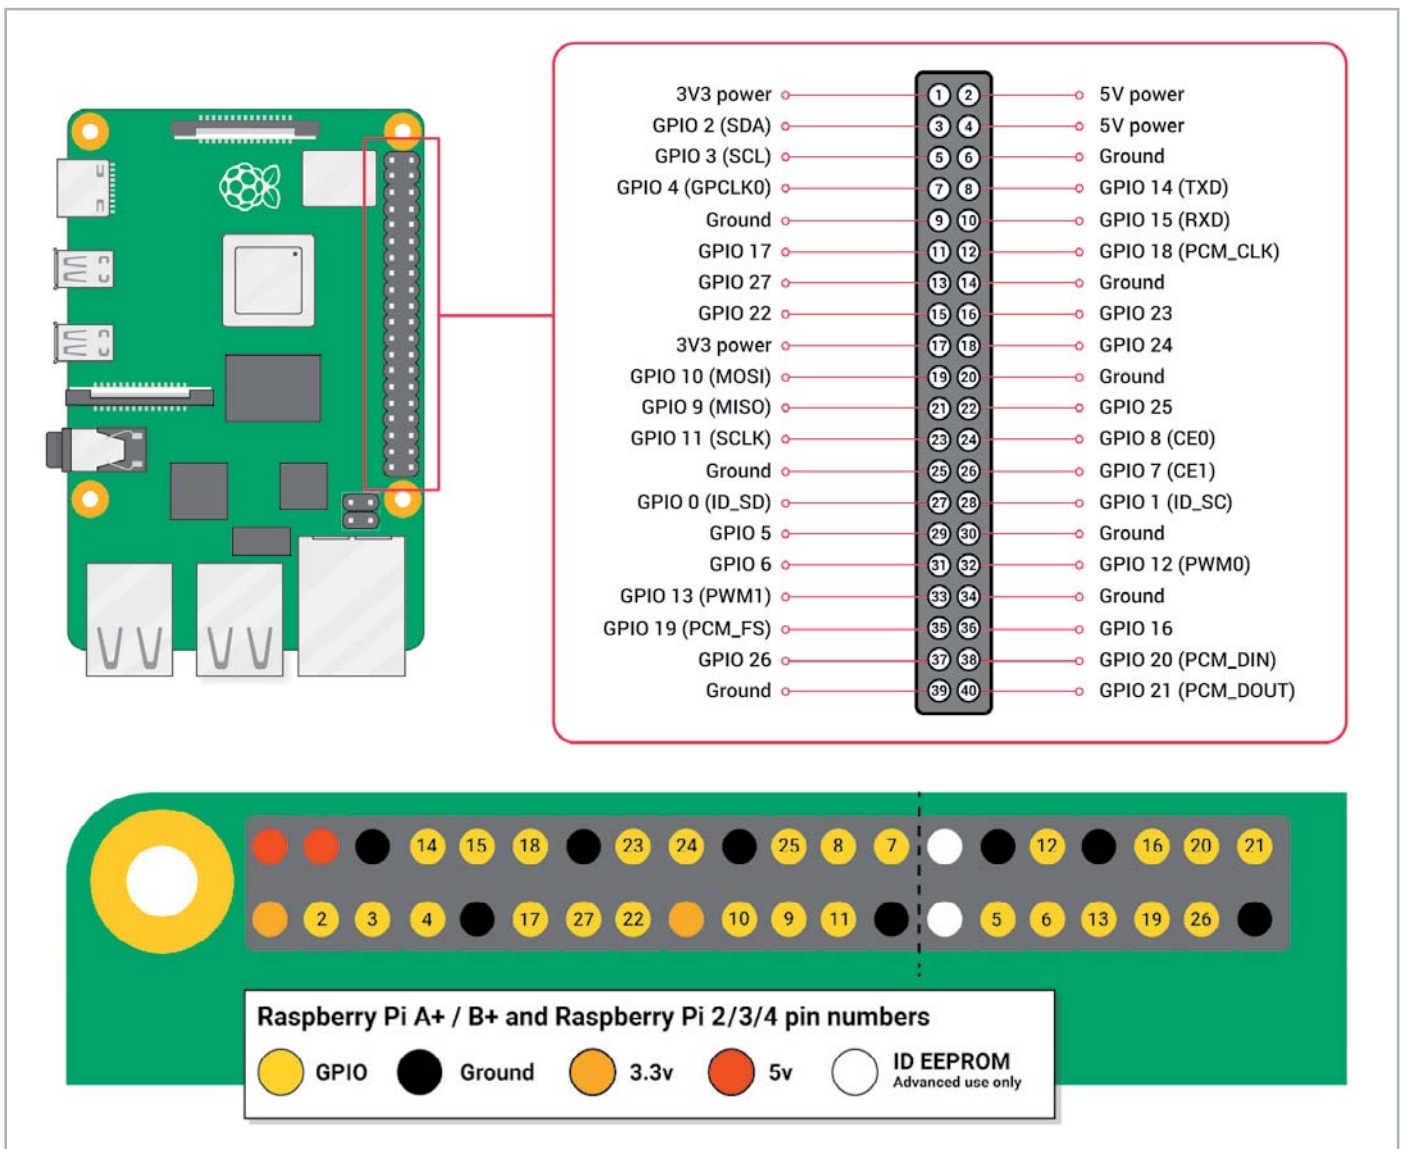 3V3 power 1 2 5V power
GPIO 2 (SDA) 3 4 5V power
GPIO 3 (SCL) 5 6 Ground
GPIO 4 (GPCLK0) 7 8 GPIO 14 (TXD)
Ground 9 10 GPIO 15 (RXD)
GPIO 17 11 12 GPIO 18 (PCM_CLK)
GPIO 27 13 14 Ground
GPIO 22 15 16 GPIO 23
3V3 power 17 18 GPIO 24
GPIO 10 (MOSI) 19 20 Ground
GPIO 9 (MISO) 21 22 GPIO 25
GPIO 11 (SCLK) 23 24 GPIO 8 (CE0)
Ground 25 26 GPIO 7 (CE1)
GPIO 0 (ID_SD) 27 28 GPIO 1 (ID_SC)
GPIO 5 29 30 Ground
GPIO 6 31 32 GPIO 12 (PWM0)
GPIO 13 (PWM1) 33 34 Ground
GPIO 19 (PCM_FS) 35 36 GPIO 16
GPIO 26 37 38 GPIO 20 (PCM_DIN)
Ground 39 40 GPIO 21 (PCM_DOUT)
14 15 18 23 24 25 8 7 12 16 20 21
2 3 4 17 27 22 10 9 11 5 6 13 19 26
Raspberry Pi A+ / B+ and Raspberry Pi 2/3/4 pin numbers
GPIO Ground 3.3v 5v ID EEPROM
Advanced use only